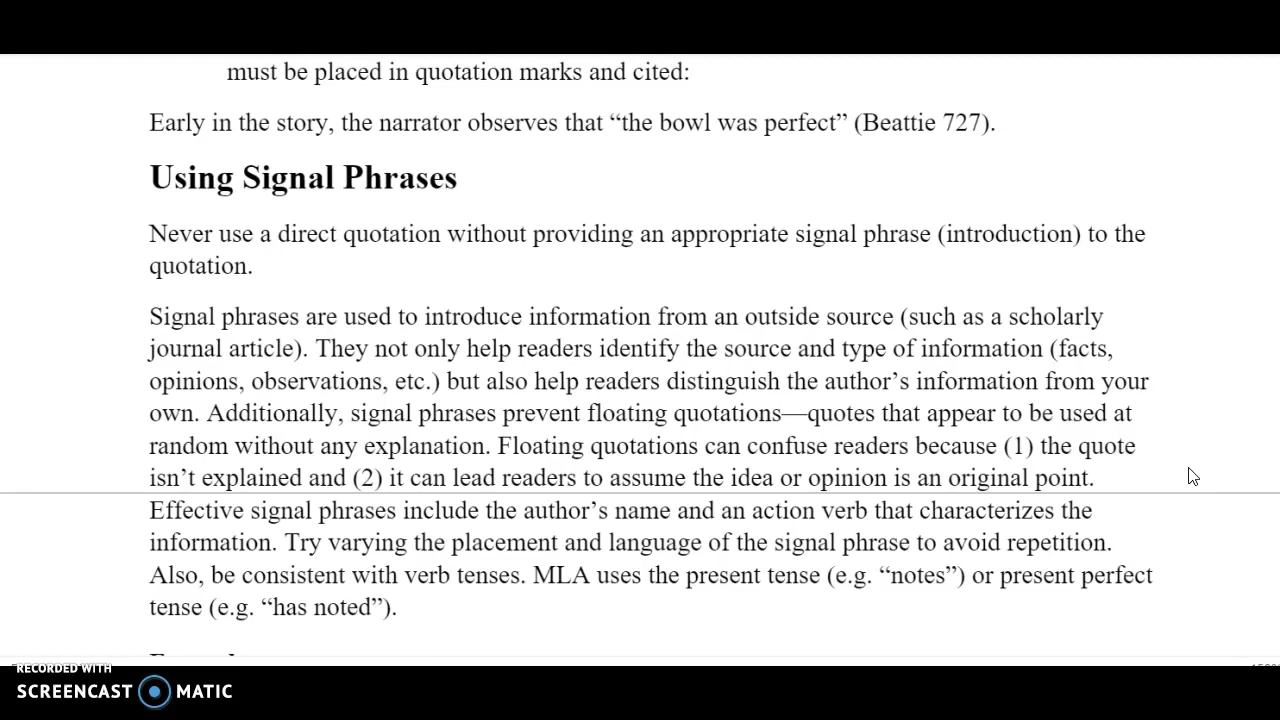 must be placed in quotation marks and cited:
Early in the story, the narrator observes that “the bowl was perfect” (Beattie 727).
Using Signal Phrases
Never use a direct quotation without providing an appropriate signal phrase (introduction) to the
quotation.
Signal phrases are used to introduce information from an outside source (such as a scholarly
journal article). They not only help readers identify the source and type of information (facts,
opinions, observations, etc.) but also help readers distinguish the author’s information from your
own. Additionally, signal phrases prevent floating quotations—quotes that appear to be used at
random without any explanation. Floating quotations can confuse readers because (1) the quote
isn’t explained and (2) it can lead readers to assume the idea or opinion is an original point.
Effective signal phrases include the author’s name and an action verb that characterizes the
information. Try varying the placement and language of the signal phrase to avoid repetition.
Also, be consistent with verb tenses. MLA uses the present tense (e.g. “notes”) or present perfect
tense (e.g. “has noted”).
RECORDED WITH
SCREENCAST MATIC